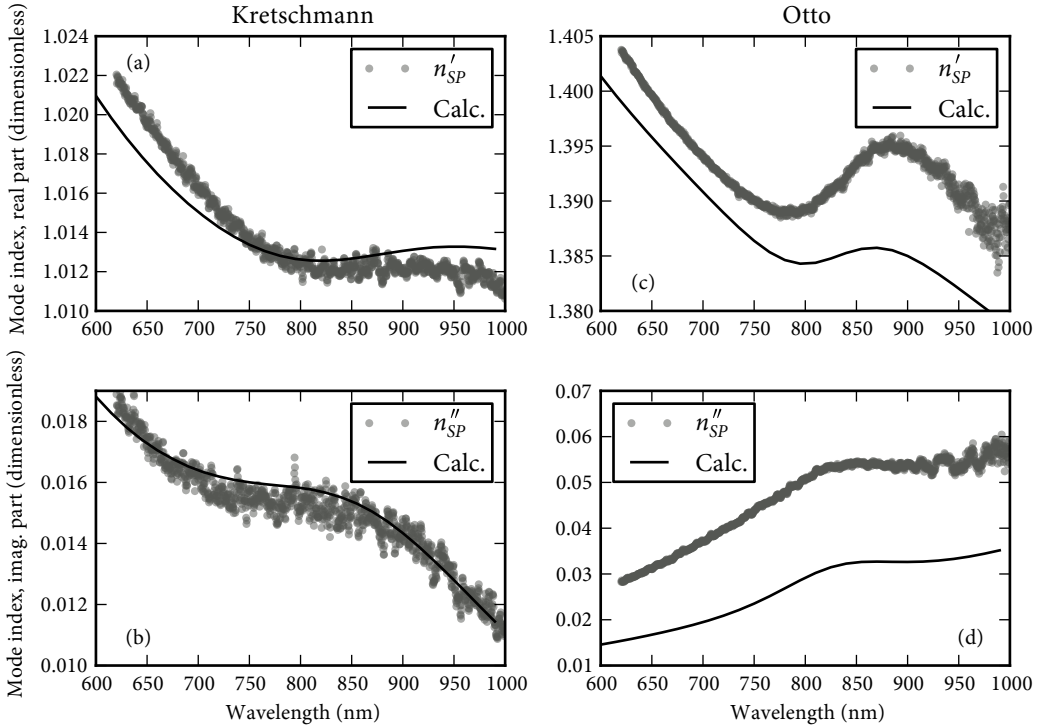 Kretschmann
Otto
Mode index, real part (dimensionless)
1.024
1.022
1.020
1.018
1.016
1.014
1.012
1.010
(a)
n′SP
Calc.
600 650 700 750 800 850 900 950 1000
1.405
1.400
1.395
1.390
1.385
1.380
n′SP
Calc.
(c)
600 650 700 750 800 850 900 950 1000
Mode index, imag. part (dimensionless)
0.018
0.016
0.014
0.012
0.010
n″SP
Calc.
(b)
600 650 700 750 800 850 900 950 1000
Wavelength (nm)
0.07
0.06
0.05
0.04
0.03
0.02
0.01
n″SP
Calc.
(d)
600 650 700 750 800 850 900 950 1000
Wavelength (nm)